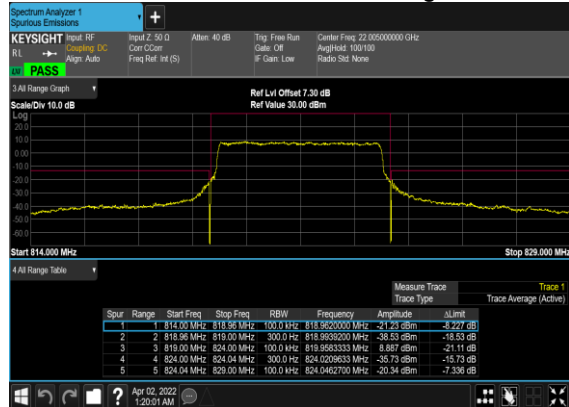 Spectrum Analyzer 1
Spurious Emissions
+
KEYSIGHT Input: RF Input Z: 50 Ω Atten: 40 dB Trig: Free Run Center Freq: 22.005000000 GHz
RL Coupling: DC Corr CCorr Gate: Off Avg|Hold: 100/100
Align: Auto Freq Ref: Int (S) IF Gain: Low Radio Std: None
PASS
3 All Range Graph
Ref Lvl Offset 7.30 dB
Scale/Div 10.0 dB Ref Value 30.00 dBm
Log
20.0
10.0
0.00
-10.0
-20.0
-30.0
-40.0
-50.0
-60.0
Start 814.000 MHz Stop 829.000 MHz
4 All Range Table
Measure Trace Trace 1
Trace Type Trace Average (Active)
Spur Range Start Freq Stop Freq RBW Frequency Amplitude ΔLimit
1 1 814.00 MHz 818.96 MHz 100.0 kHz 818.9620000 MHz -21.23 dBm -8.227 dB
2 2 818.96 MHz 819.00 MHz 300.0 Hz 818.9939200 MHz -38.53 dBm -18.53 dB
3 3 819.00 MHz 824.00 MHz 100.0 kHz 819.9583333 MHz 8.887 dBm -21.11 dB
4 4 824.00 MHz 824.04 MHz 300.0 Hz 824.0209633 MHz -35.73 dBm -15.73 dB
5 5 824.04 MHz 829.00 MHz 100.0 kHz 824.0462700 MHz -20.34 dBm -7.336 dB
? Apr 02, 2022
1:20:01 AM